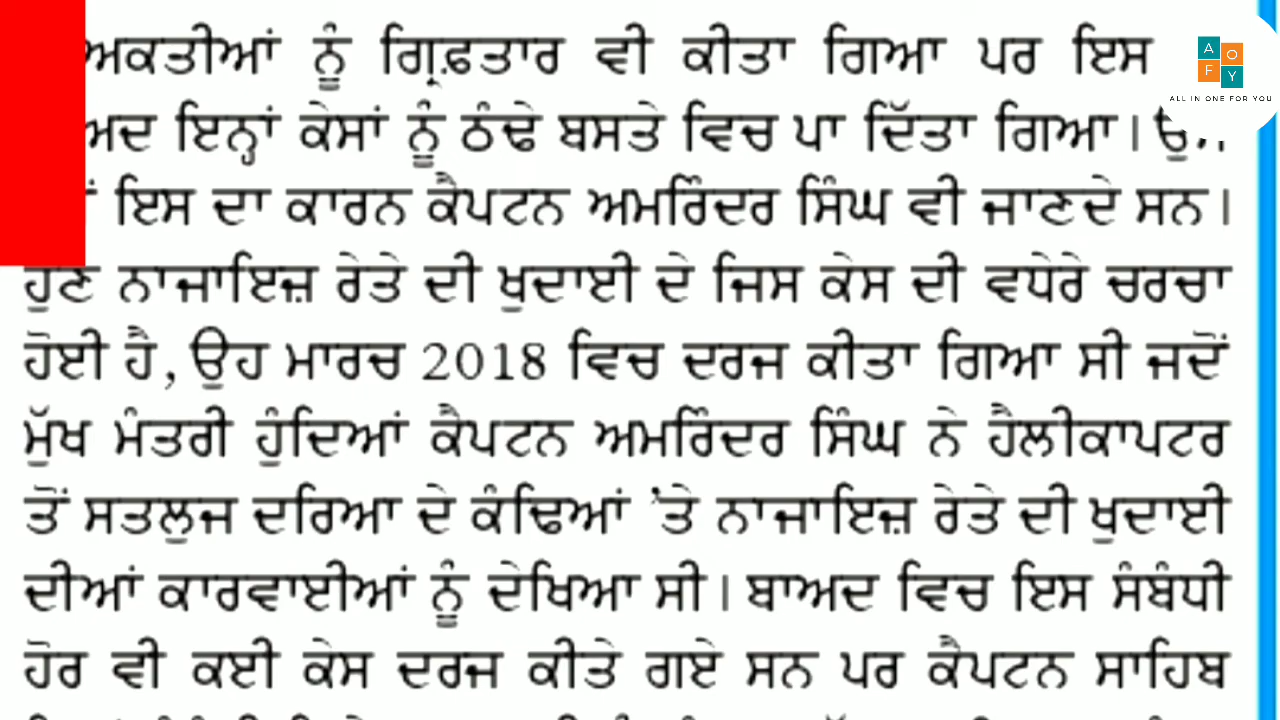 ਗ੍ਰਿਫ਼ਤਾਰ ਵੀ ਕੀਤਾ ਗਿਆ ਪਰ ਇਸ
ਇਨ੍ਹਾਂ ਕੇਸਾਂ ਨੂੰ ਠੰਢੇ ਬਸਤੇ ਵਿਚ ਪਾ ਦਿੱਤਾ ਗਿਆ।
ਇਸ ਦਾ ਕਾਰਨ ਕੈਪਟਨ ਅਮਰਿੰਦਰ ਸਿੰਘ ਵੀ ਜਾਣਦੇ ਸਨ।
ਹੁਣ ਨਾਜਾਇਜ਼ ਰੇਤੇ ਦੀ ਖੁਦਾਈ ਦੇ ਜਿਸ ਕੇਸ ਦੀ ਵਧੇਰੇ ਚਰਚਾ
ਹੋਈ ਹੈ, ਉਹ ਮਾਰਚ 2018 ਵਿਚ ਦਰਜ ਕੀਤਾ ਗਿਆ ਸੀ ਜਦੋਂ
ਮੁੱਖ ਮੰਤਰੀ ਹੁੰਦਿਆਂ ਕੈਪਟਨ ਅਮਰਿੰਦਰ ਸਿੰਘ ਨੇ ਹੈਲੀਕਾਪਟਰ
ਤੋਂ ਸਤਲੁਜ ਦਰਿਆ ਦੇ ਕੰਢਿਆਂ ’ਤੇ ਨਾਜਾਇਜ਼ ਰੇਤੇ ਦੀ ਖੁਦਾਈ
ਦੀਆਂ ਕਾਰਵਾਈਆਂ ਨੂੰ ਦੇਖਿਆ ਸੀ। ਬਾਅਦ ਵਿਚ ਇਸ ਸੰਬੰਧੀ
ਹੋਰ ਵੀ ਕਈ ਕੇਸ ਦਰਜ ਕੀਤੇ ਗਏ ਸਨ ਪਰ ਕੈਪਟਨ ਸਾਹਿਬ
A O
F Y
ALL IN ONE FOR YOU